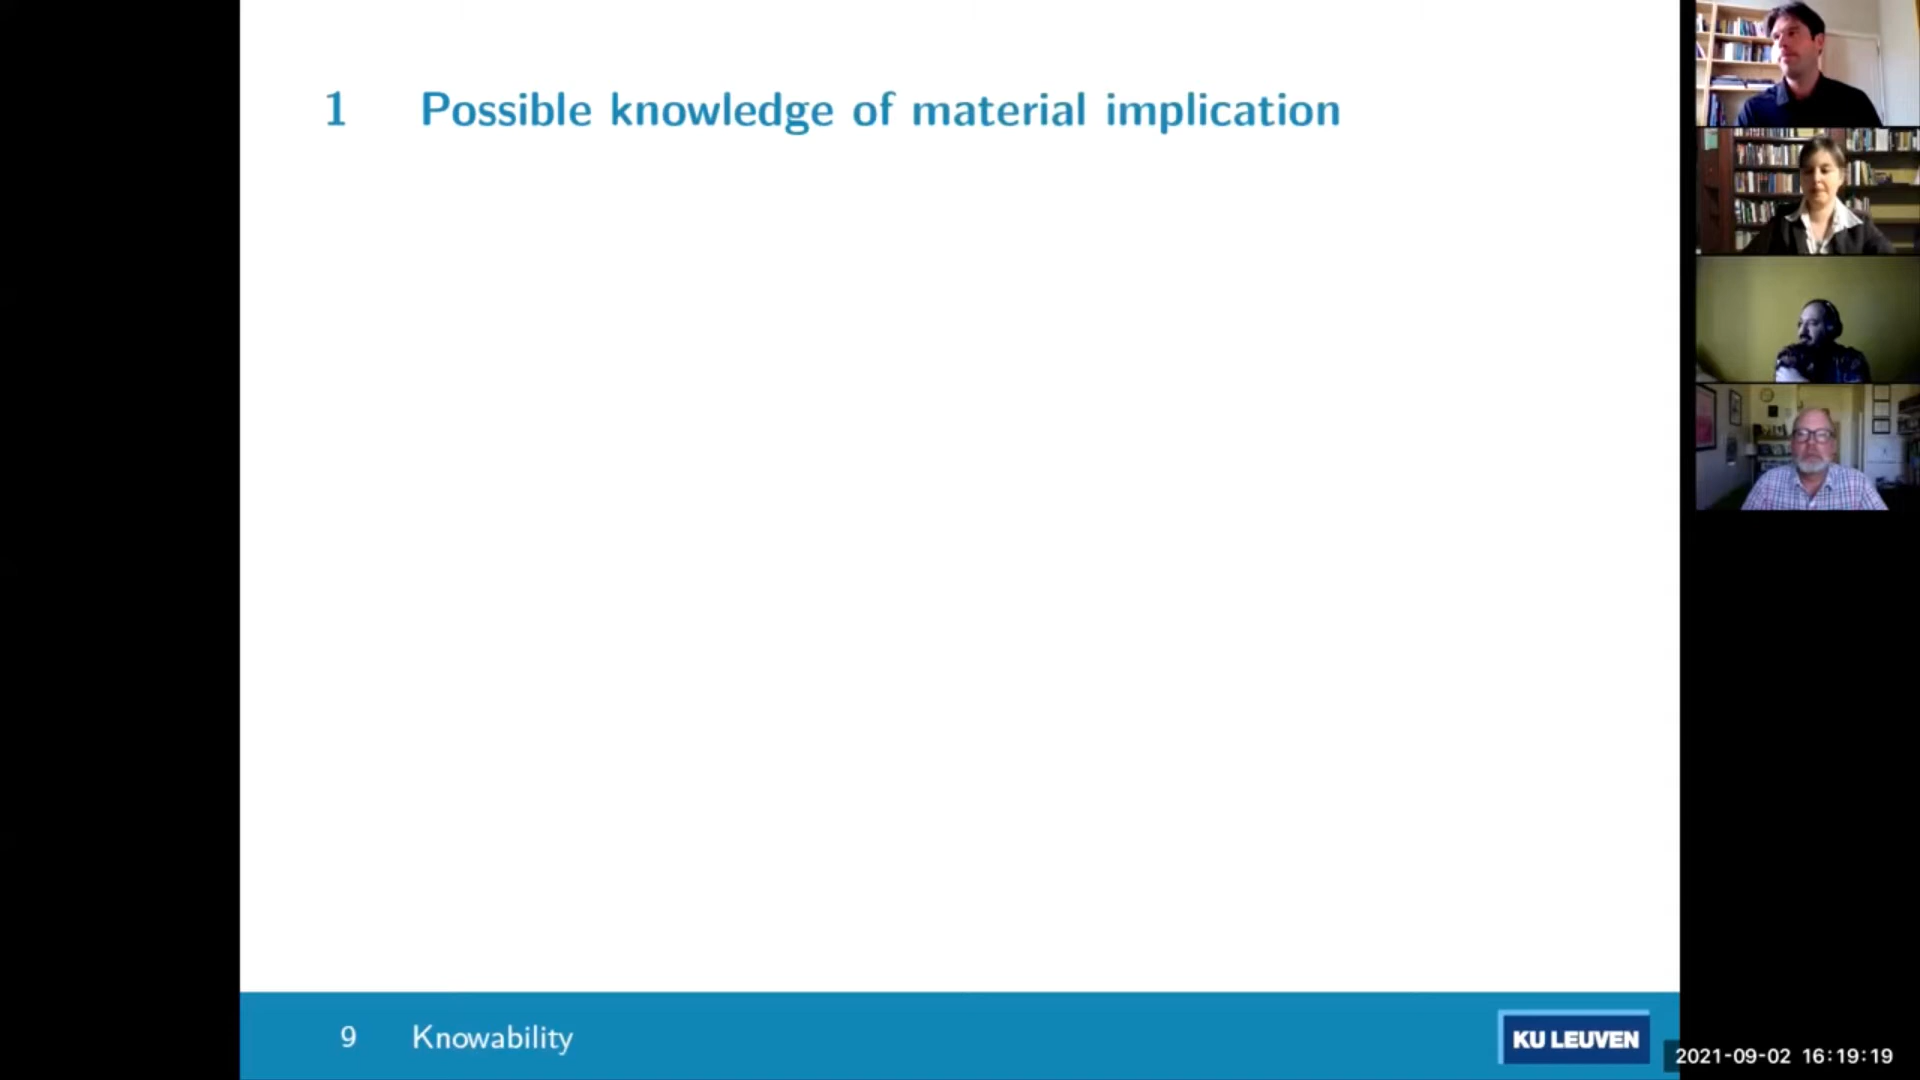 1 Possible knowledge of material implication
9 Knowability
KU LEUVEN
2021-09-02 16:19:19